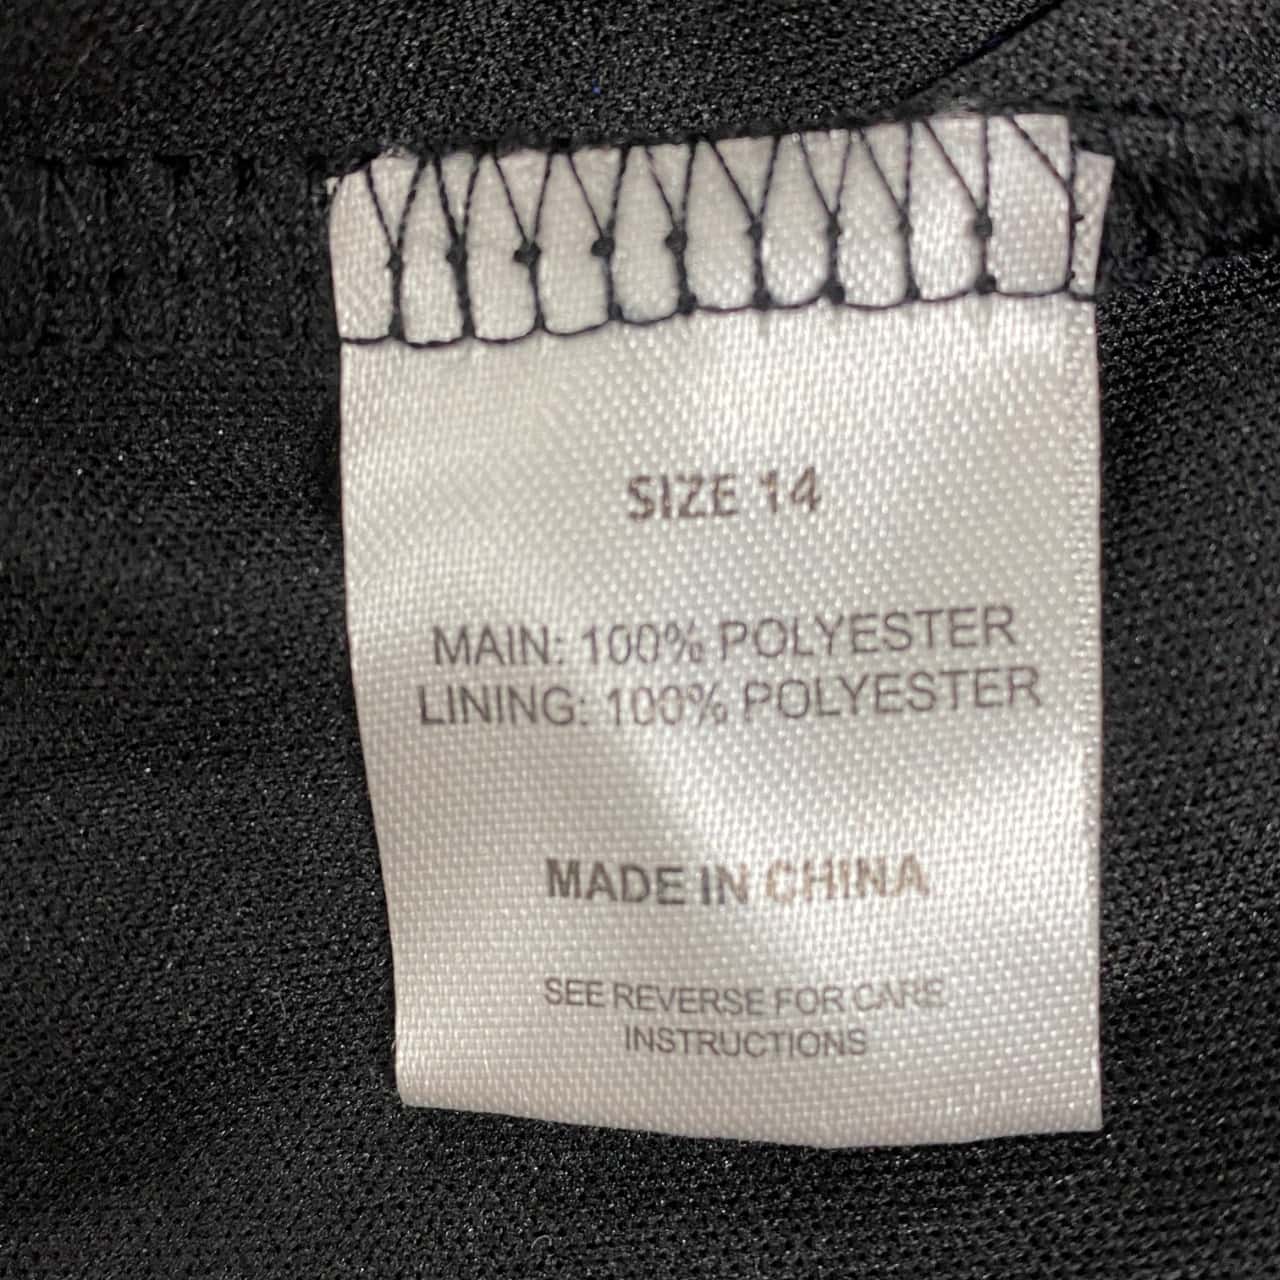 SIZE 14
MAIN: 100% POLYESTER
LINING: 100% POLYESTER
MADE IN CHINA
SEE REVERSE FOR CARE
INSTRUCTIONS